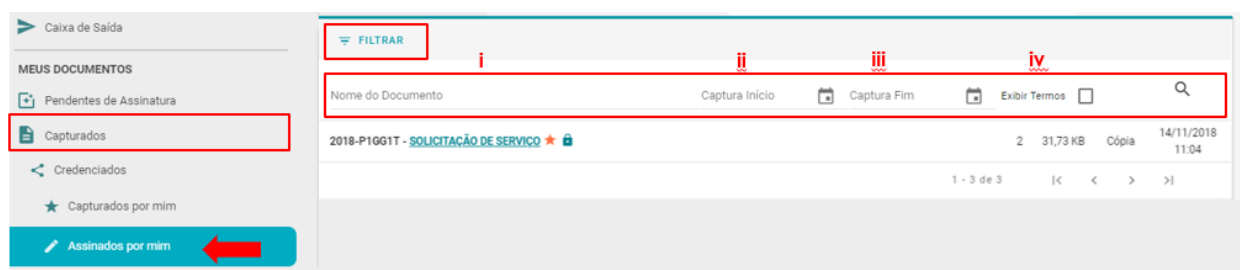 Caixa de Saída
MEUS DOCUMENTOS
Pendentes de Assinatura
Capturados
Credenciados
Capturados por mim
Assinados por mim
FILTRAR
i ii iii iv
Nome do Documento Captura Início Captura Fim Exibir Termos
2018-P1GG1T - SOLICITAÇÃO DE SERVIÇO 2 31,73 KB Cópia 14/11/2018
11:04
1 - 3 de 3 |< < > >|